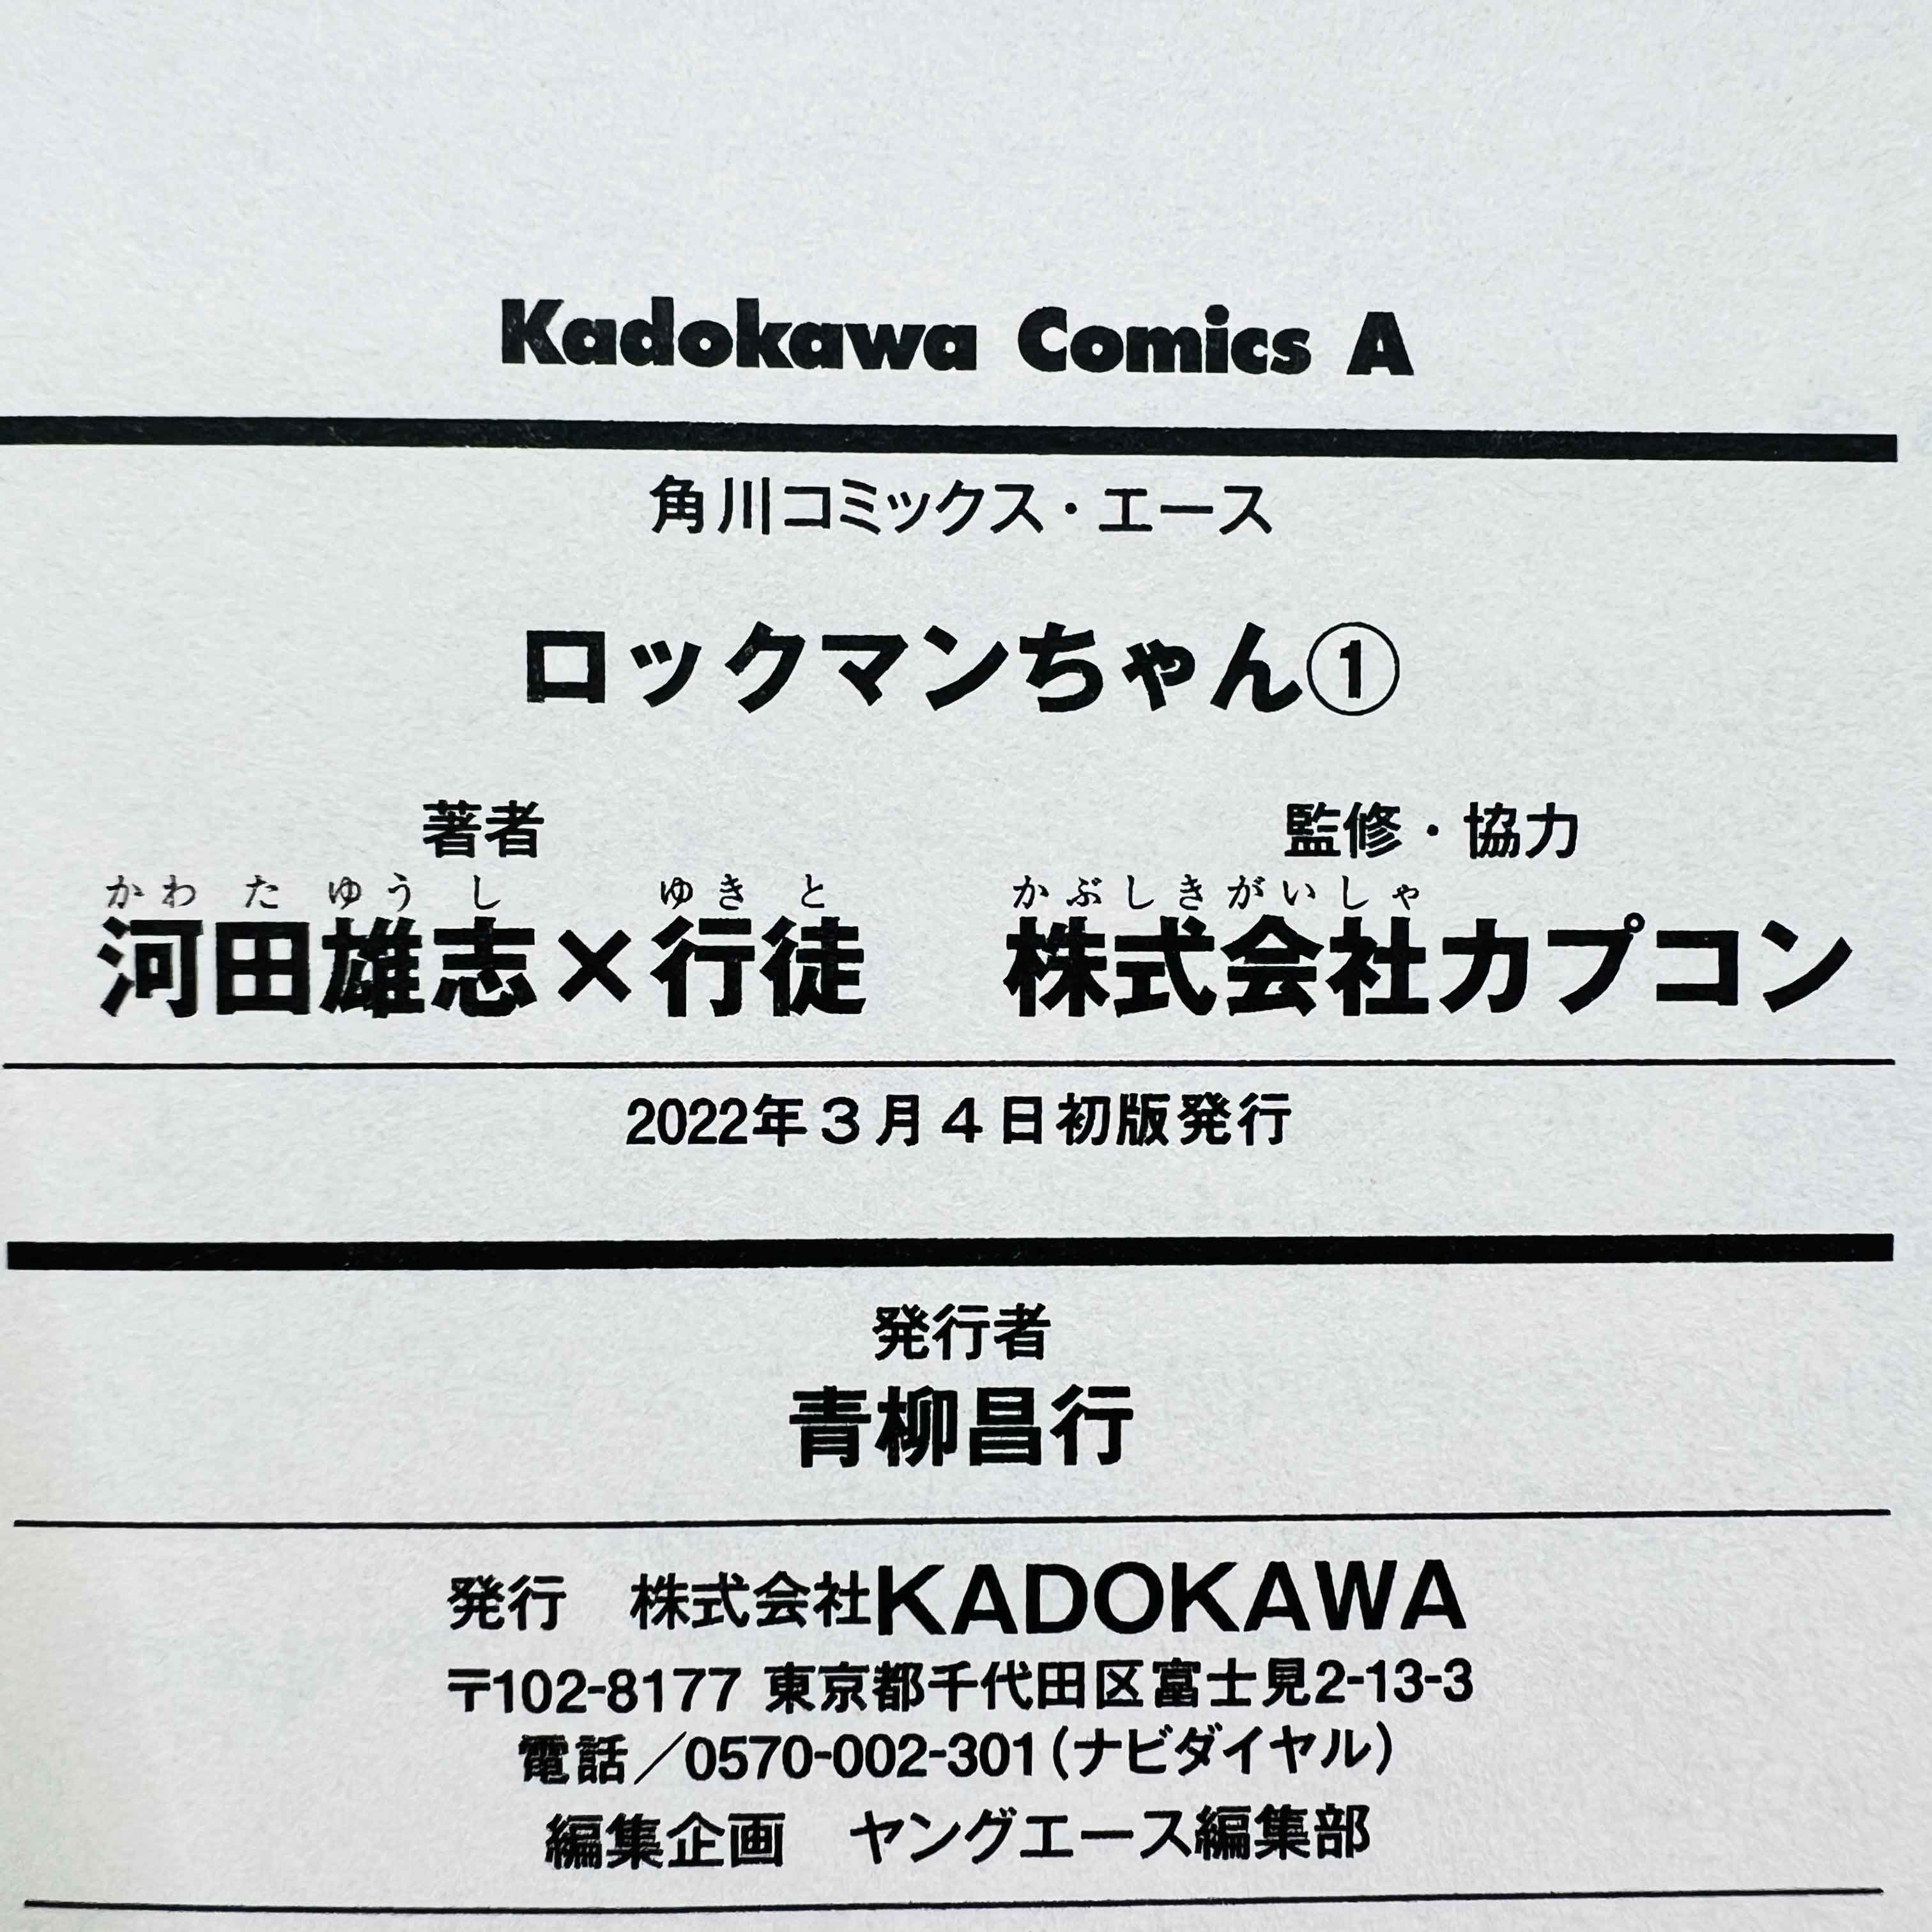 Kadokawa Comics A
角川コミックス・エース
ロックマンちゃん①
著者
かわ た ゆう し ゆき と
河田雄志×行徒
監修・協力
かぶしきがいしゃ
株式会社カプコン
2022年3月4日初版発行
発行者
青柳昌行
発行 株式会社KADOKAWA
〒102-8177 東京都千代田区富士見2-13-3
電話／0570-002-301(ナビダイヤル)
編集企画 ヤングエース編集部